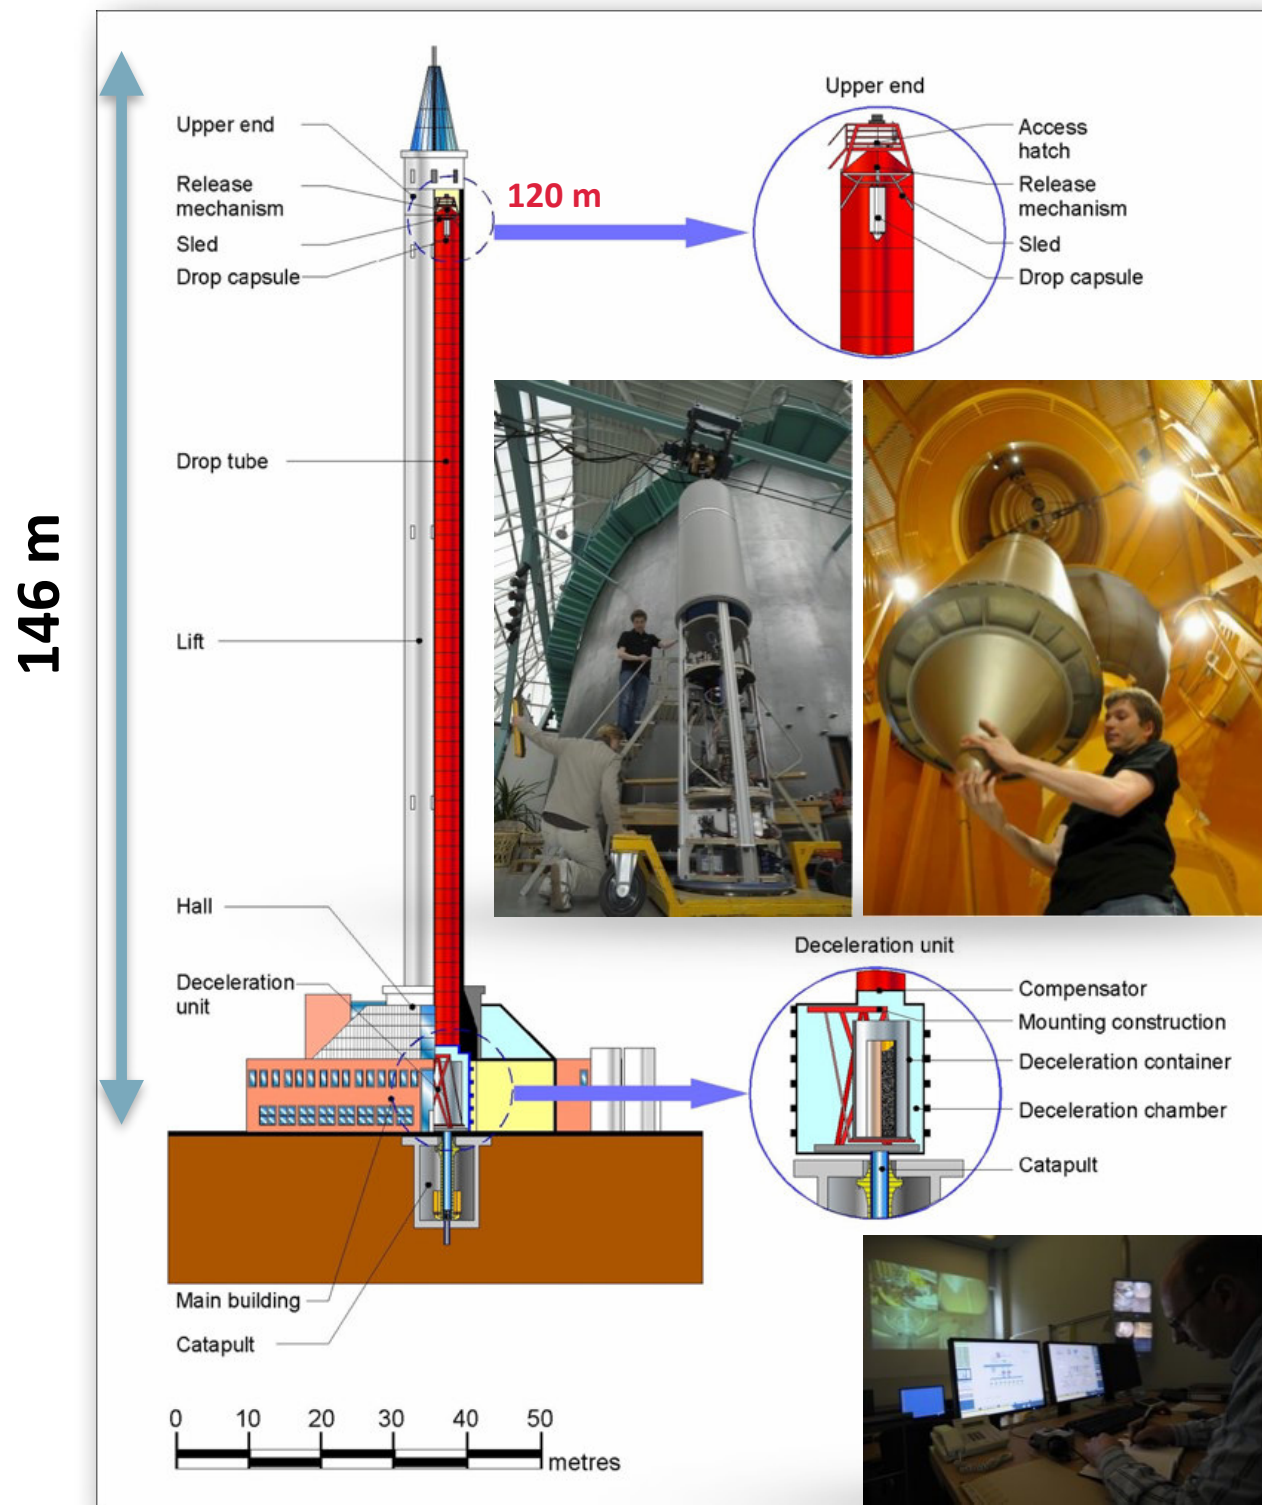 146 m
Upper end
Release
mechanism
Sled
Drop capsule
Drop tube
Lift
Hall
Deceleration
unit
Main building
Catapult
0 10 20 30 40 50
metres
120 m
Upper end
Access
hatch
Release
mechanism
Sled
Drop capsule
Deceleration unit
Compensator
Mounting construction
Deceleration container
Deceleration chamber
Catapult